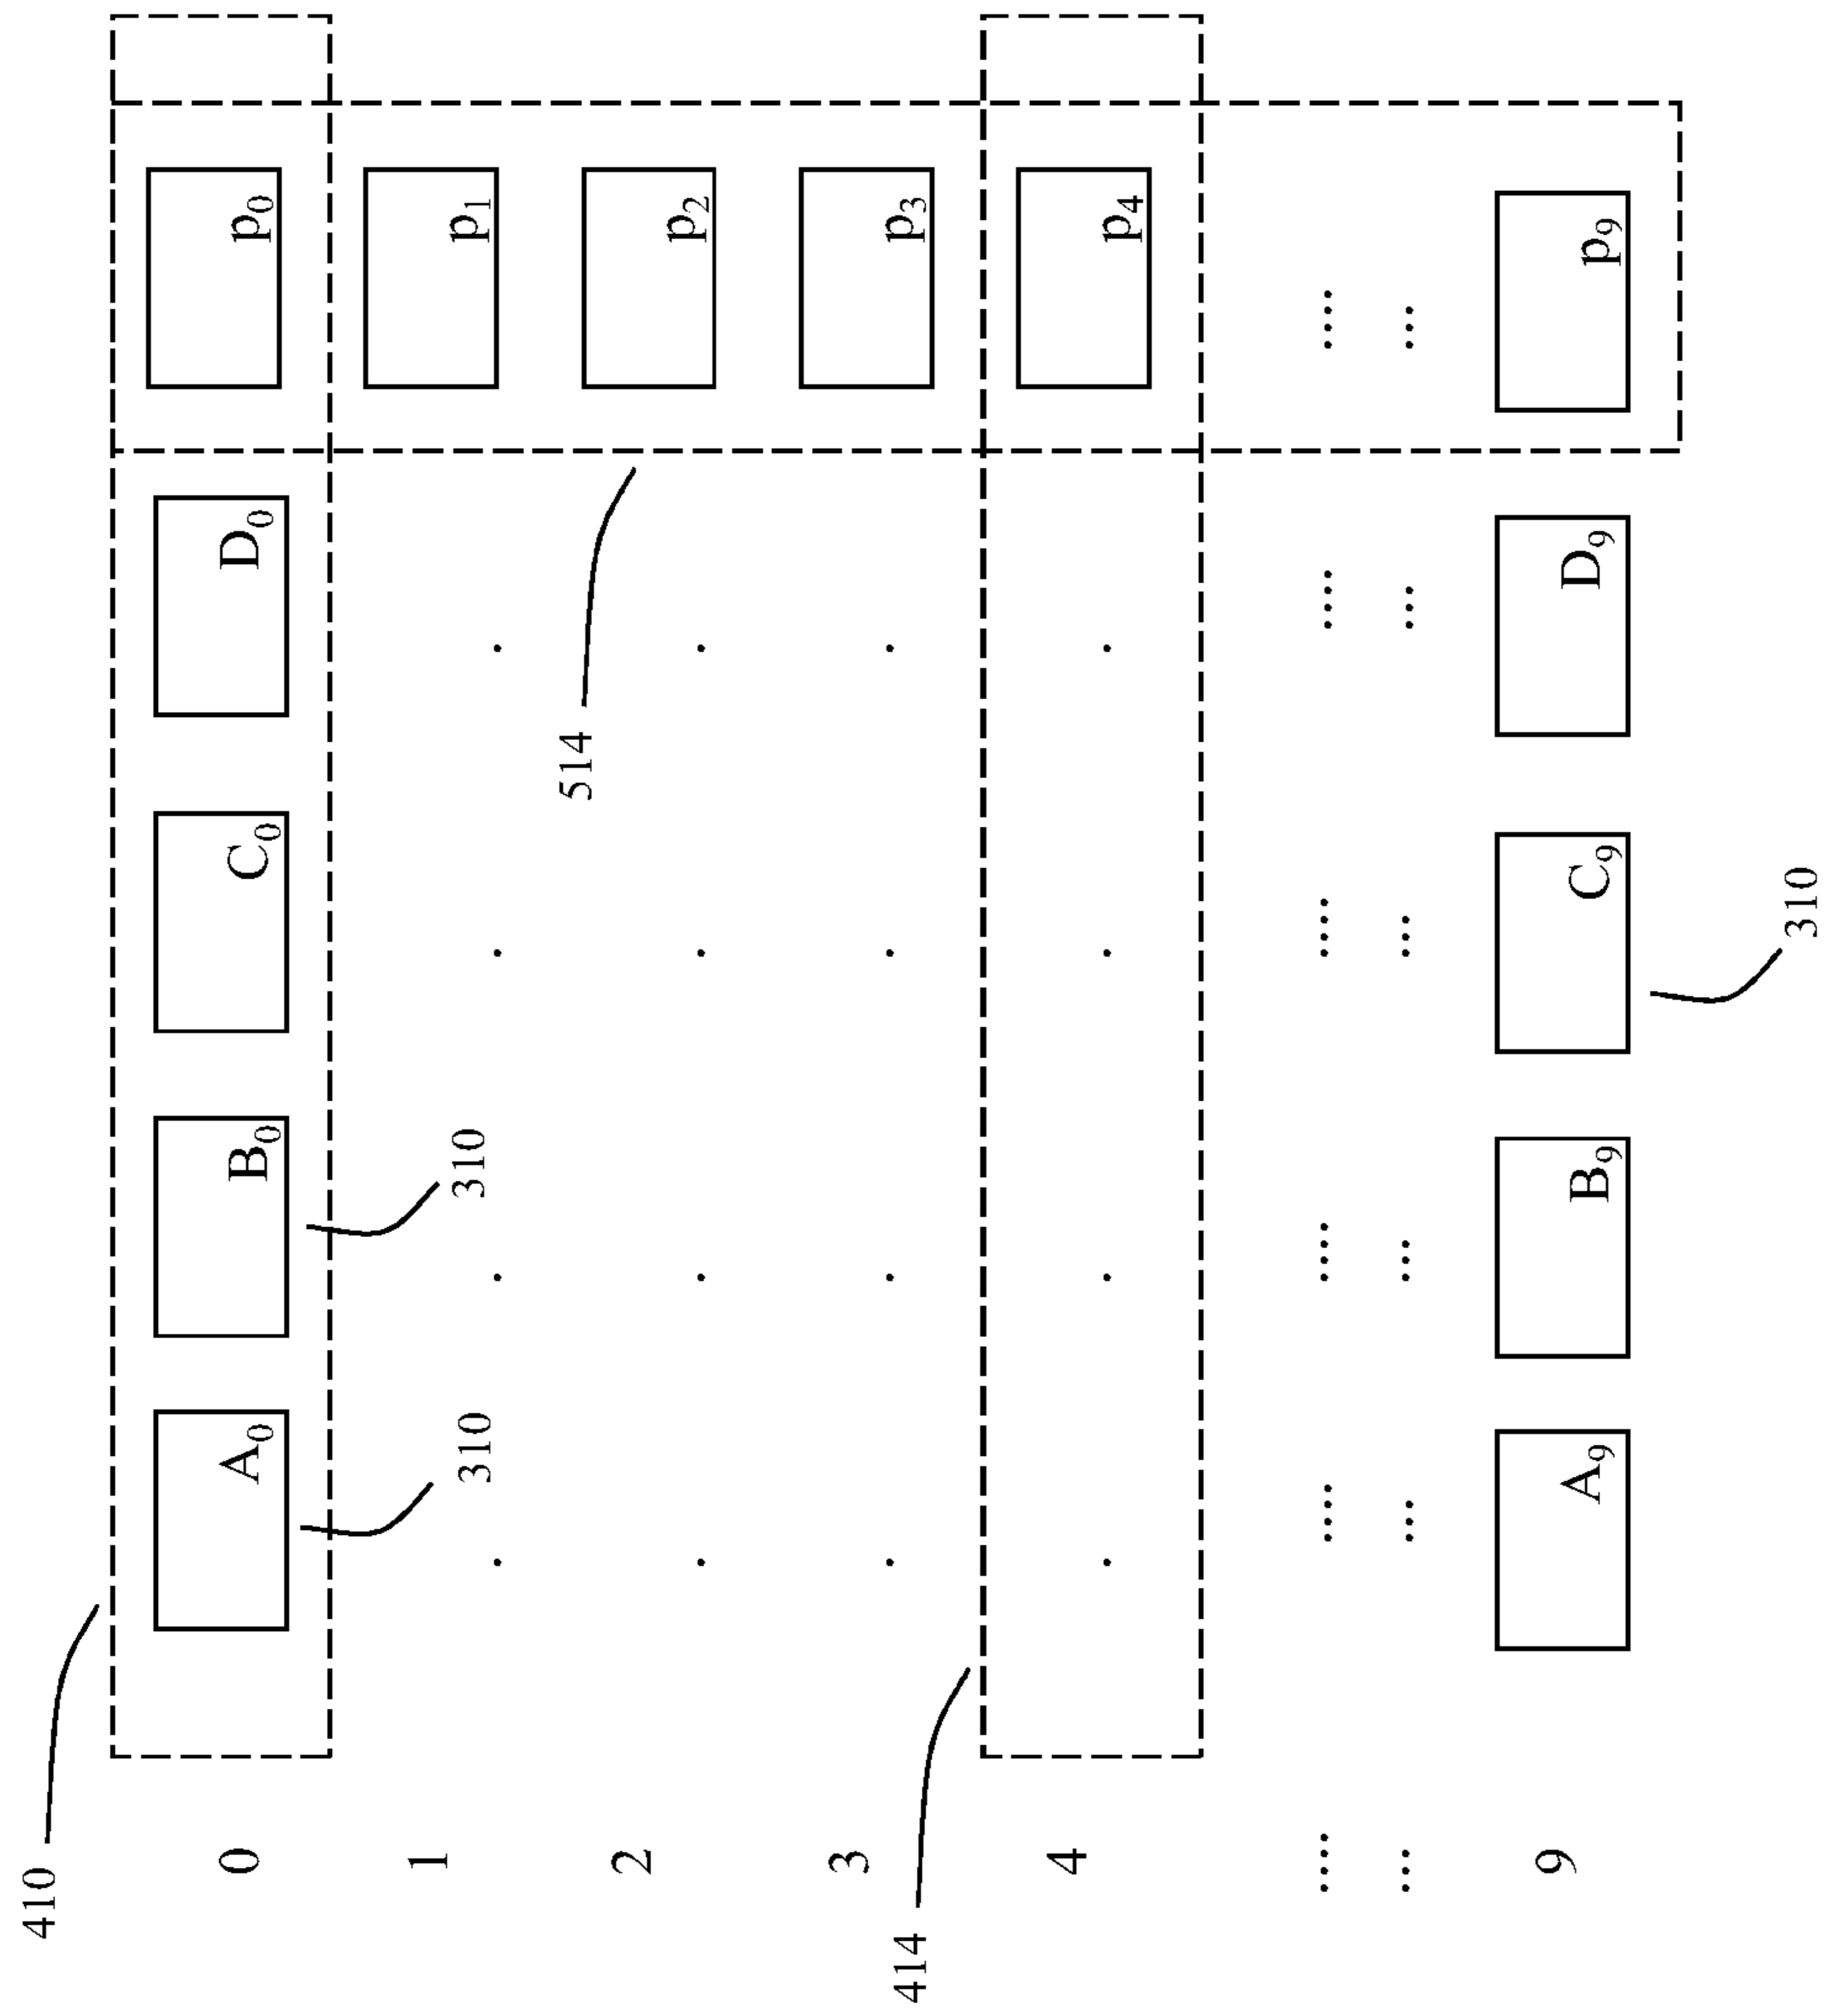 410
0 A₀ B₀ C₀ D₀ p₀
1 p₁
310 310
514
2 p₂
3 p₃
414
4 p₄
9 A₉ B₉ C₉ D₉ p₉
310